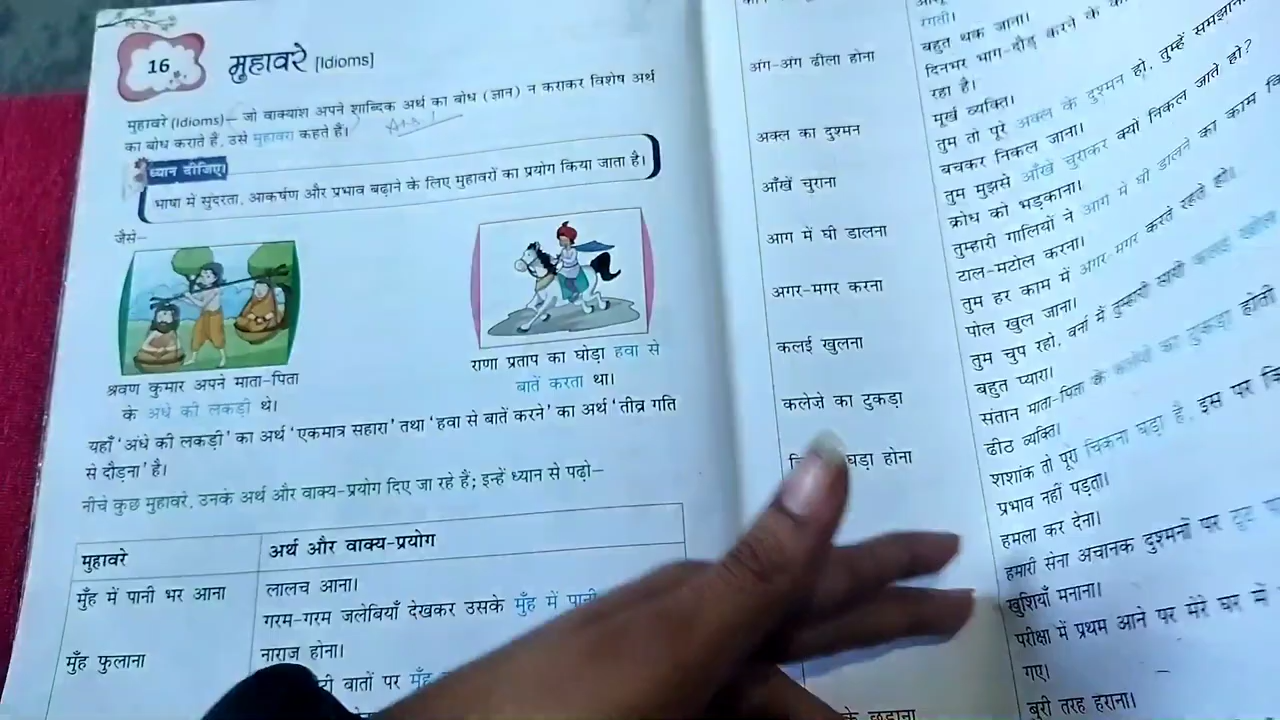 16
मुहावरे [Idioms]
मुहावरे (Idioms)— जो वाक्यांश अपने शाब्दिक अर्थ का बोध (ज्ञान) न कराकर विशेष अर्थ
का बोध कराते हैं, उसे मुहावरा कहते हैं।
ध्यान दीजिए!
भाषा में सुंदरता, आकर्षण और प्रभाव बढ़ाने के लिए मुहावरों का प्रयोग किया जाता है।
जैसे—
श्रवण कुमार अपने माता-पिता
के अंधे की लकड़ी थे।
राणा प्रताप का घोड़ा हवा से
बातें करता था।
यहाँ 'अंधे की लकड़ी' का अर्थ 'एकमात्र सहारा' तथा 'हवा से बातें करने' का अर्थ 'तीव्र गति
से दौड़ना' है।
नीचे कुछ मुहावरे, उनके अर्थ और वाक्य-प्रयोग दिए जा रहे हैं; इन्हें ध्यान से पढ़ो—
मुहावरे
अर्थ और वाक्य-प्रयोग
मुँह में पानी भर आना
लालच आना।
गरम-गरम जलेबियाँ देखकर उसके मुँह में पानी
मुँह फुलाना
नाराज होना।
बातों पर मुँह
रगती।
अंग-अंग ढीला होना
बहुत थक जाना।
दिनभर भाग-दौड़ करने के
रहा है।
अक्ल का दुश्मन
मूर्ख व्यक्ति।
तुम तो पूरे अक्ल के दुश्मन हो, तुम्हें समझाना
आँखें चुराना
बचकर निकल जाना।
तुम मुझसे आँखें चुराकर क्यों निकल जाते हो?
आग में घी डालना
क्रोध को भड़काना।
तुम्हारी गालियों ने आग में घी डालने का काम
अगर-मगर करना
टाल-मटोल करना।
तुम हर काम में अगर मगर करते रहते हो।
कलई खुलना
पोल खुल जाना।
तुम चुप रहो, वर्ना मैं तुम्हारी सारी
कलेजे का टुकड़ा
बहुत प्यारा।
संतान माता-पिता के कलेजे का टुकड़ा होती
घड़ा होना
ढीठ व्यक्ति।
शशांक तो पूरा चिकना घड़ा है, इस पर
प्रभाव नहीं पड़ता।
हमला कर देना।
हमारी सेना अचानक दुश्मनों पर टूट
खुशियाँ मनाना।
परीक्षा में प्रथम आने पर मेरे घर में
गए।
के छुड़ाना
बुरी तरह हराना।